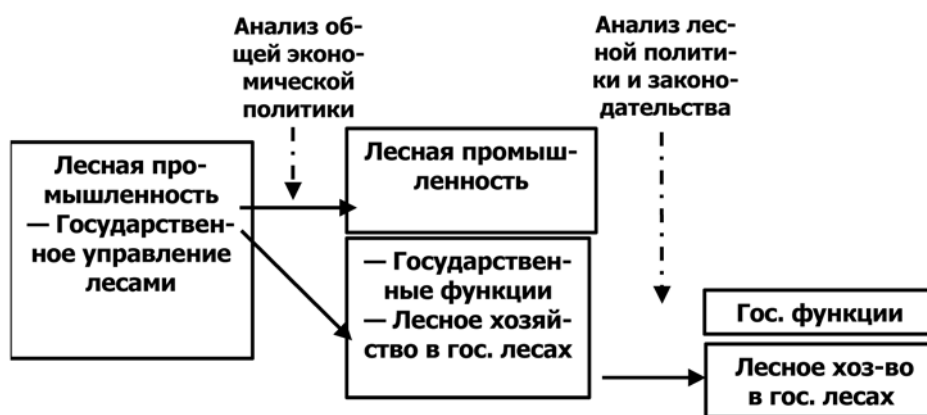 Анализ об-
щей эконо-
мической
политики
Анализ лес-
ной полити-
ки и законо-
дательства
Лесная про-
мышленность
— Государствен-
ное управление
лесами
Лесная промыш-
ленность
— Государствен-
ные функции
— Лесное хозяй-
ство в гос. лесах
Гос. функции
Лесное хоз-во
в гос. лесах